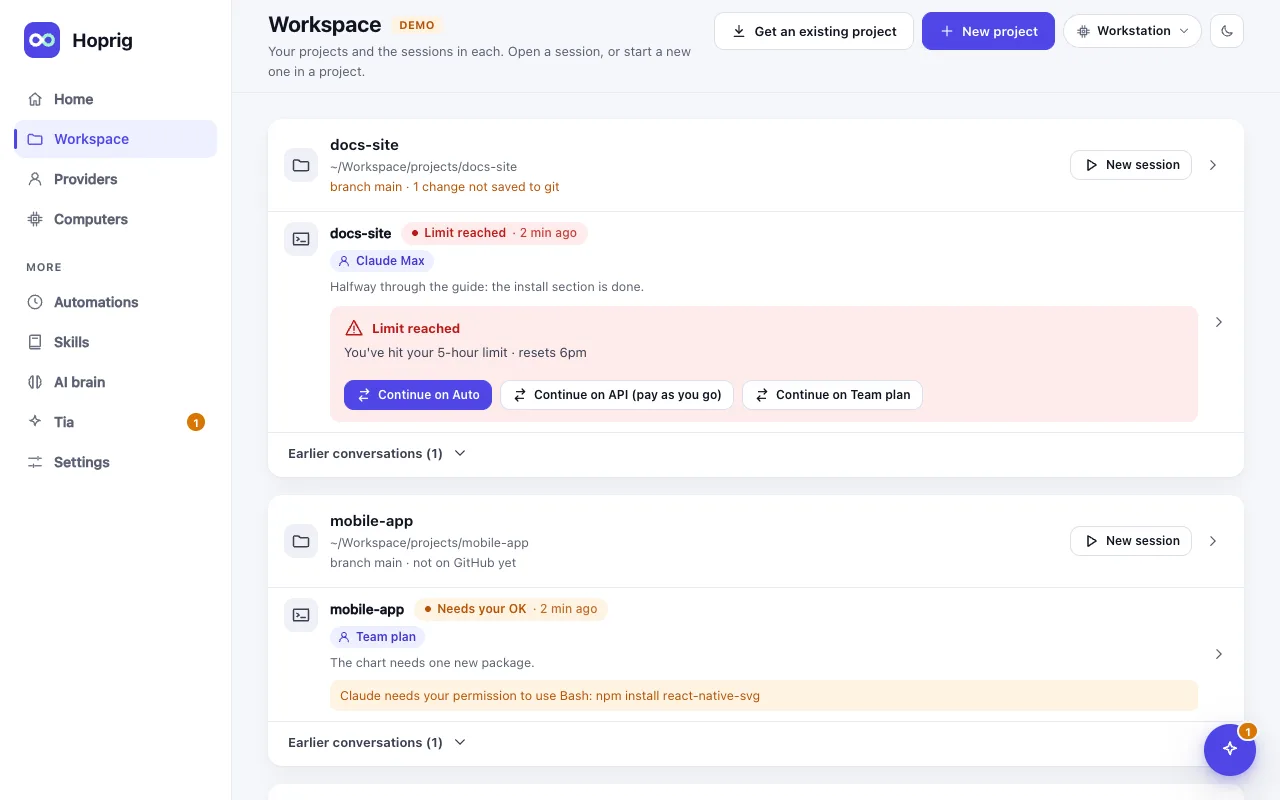 Hoprig
Home
Workspace
Providers
Computers
MORE
Automations
Skills
AI brain
Tia
1
Settings
Workspace DEMO
Your projects and the sessions in each. Open a session, or start a new
one in a project.
Get an existing project
New project
Workstation
docs-site
~/Workspace/projects/docs-site
branch main · 1 change not saved to git
New session
docs-site Limit reached · 2 min ago
Claude Max
Halfway through the guide: the install section is done.
Limit reached
You've hit your 5-hour limit · resets 6pm
Continue on Auto
Continue on API (pay as you go)
Continue on Team plan
Earlier conversations (1)
mobile-app
~/Workspace/projects/mobile-app
branch main · not on GitHub yet
New session
mobile-app Needs your OK · 2 min ago
Team plan
The chart needs one new package.
Claude needs your permission to use Bash: npm install react-native-svg
Earlier conversations (1)
1